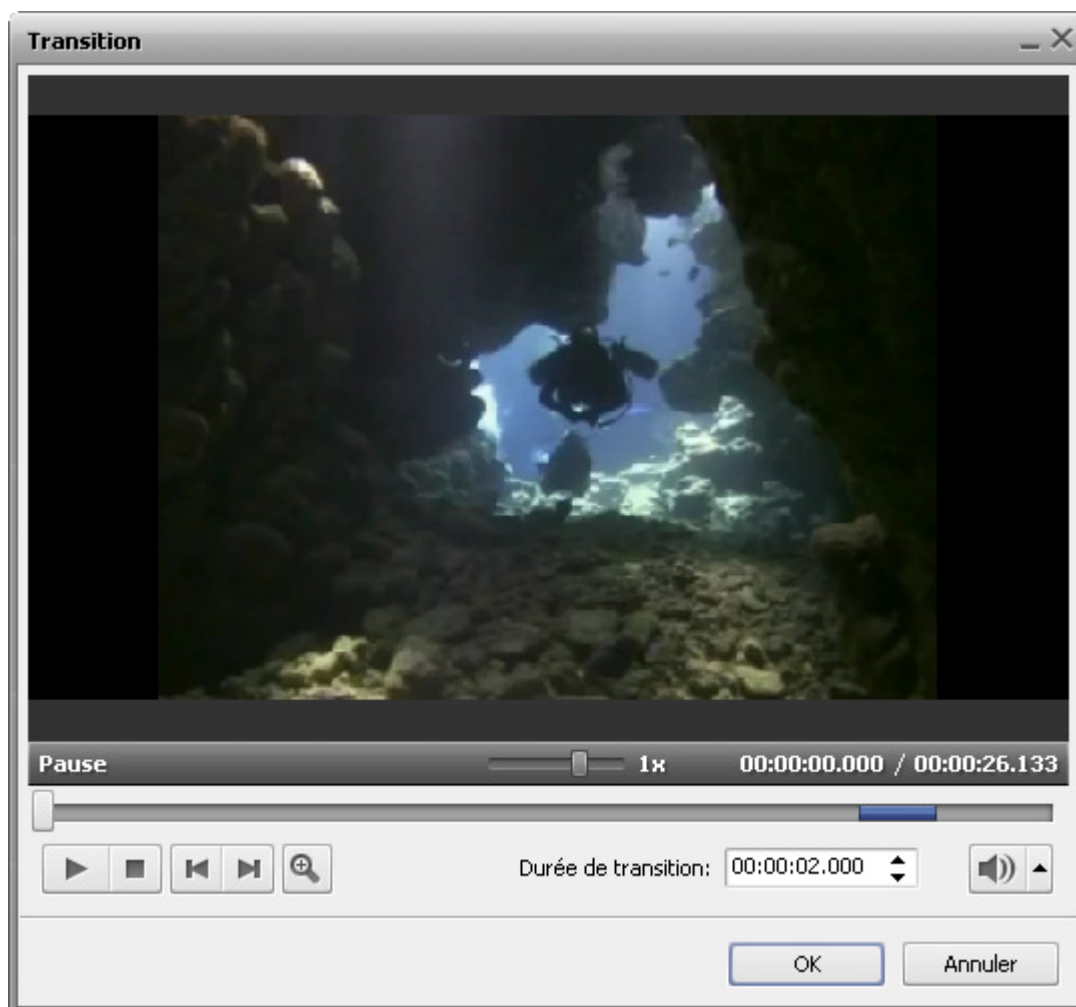 Transition
Pause
1x
00:00:00.000 / 00:00:26.133
Durée de transition:
00:00:02.000
OK
Annuler